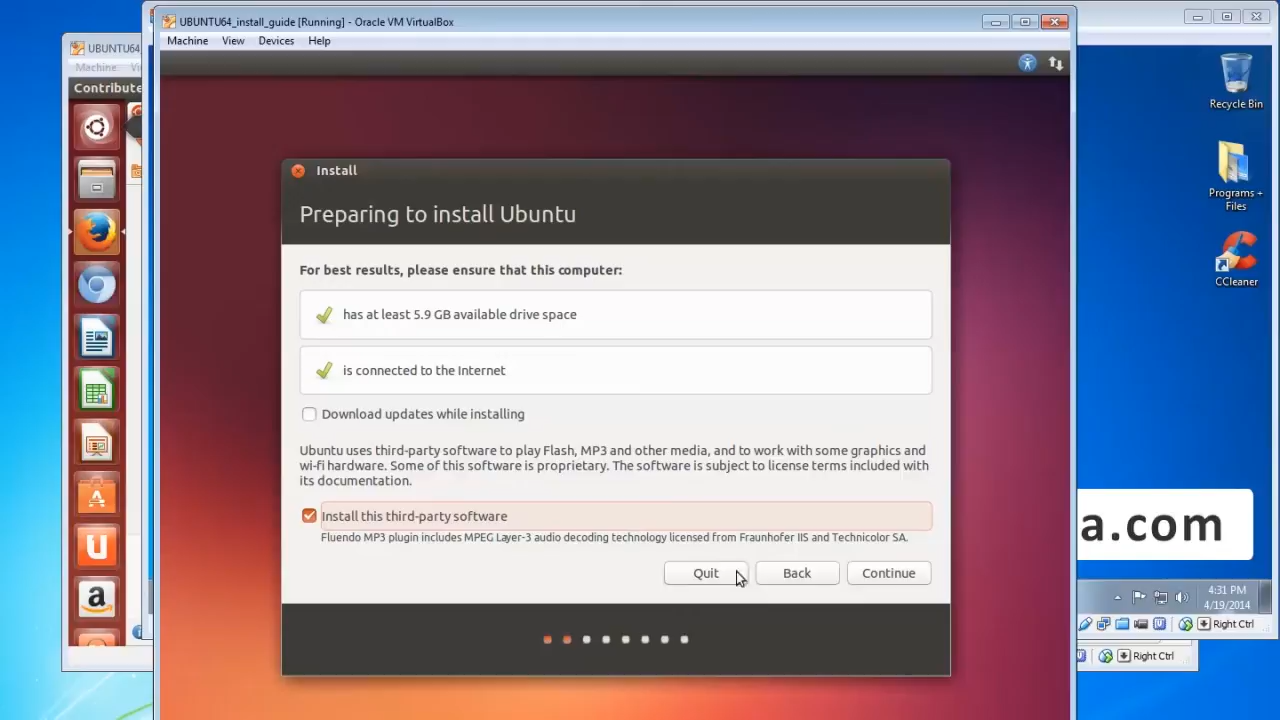 UBUNTU64_install_guide [Running] - Oracle VM VirtualBox
Machine View Devices Help
UBUNTU64
Machine Vi
Contribute
Install
Preparing to install Ubuntu
For best results, please ensure that this computer:
has at least 5.9 GB available drive space
is connected to the Internet
Download updates while installing
Ubuntu uses third-party software to play Flash, MP3 and other media, and to work with some graphics and
wi-fi hardware. Some of this software is proprietary. The software is subject to license terms included with
its documentation.
Install this third-party software
Fluendo MP3 plugin includes MPEG Layer-3 audio decoding technology licensed from Fraunhofer IIS and Technicolor SA.
Quit Back Continue
Recycle Bin
Programs +
Files
CCleaner
a.com
4:31 PM
4/19/2014
Right Ctrl
Right Ctrl